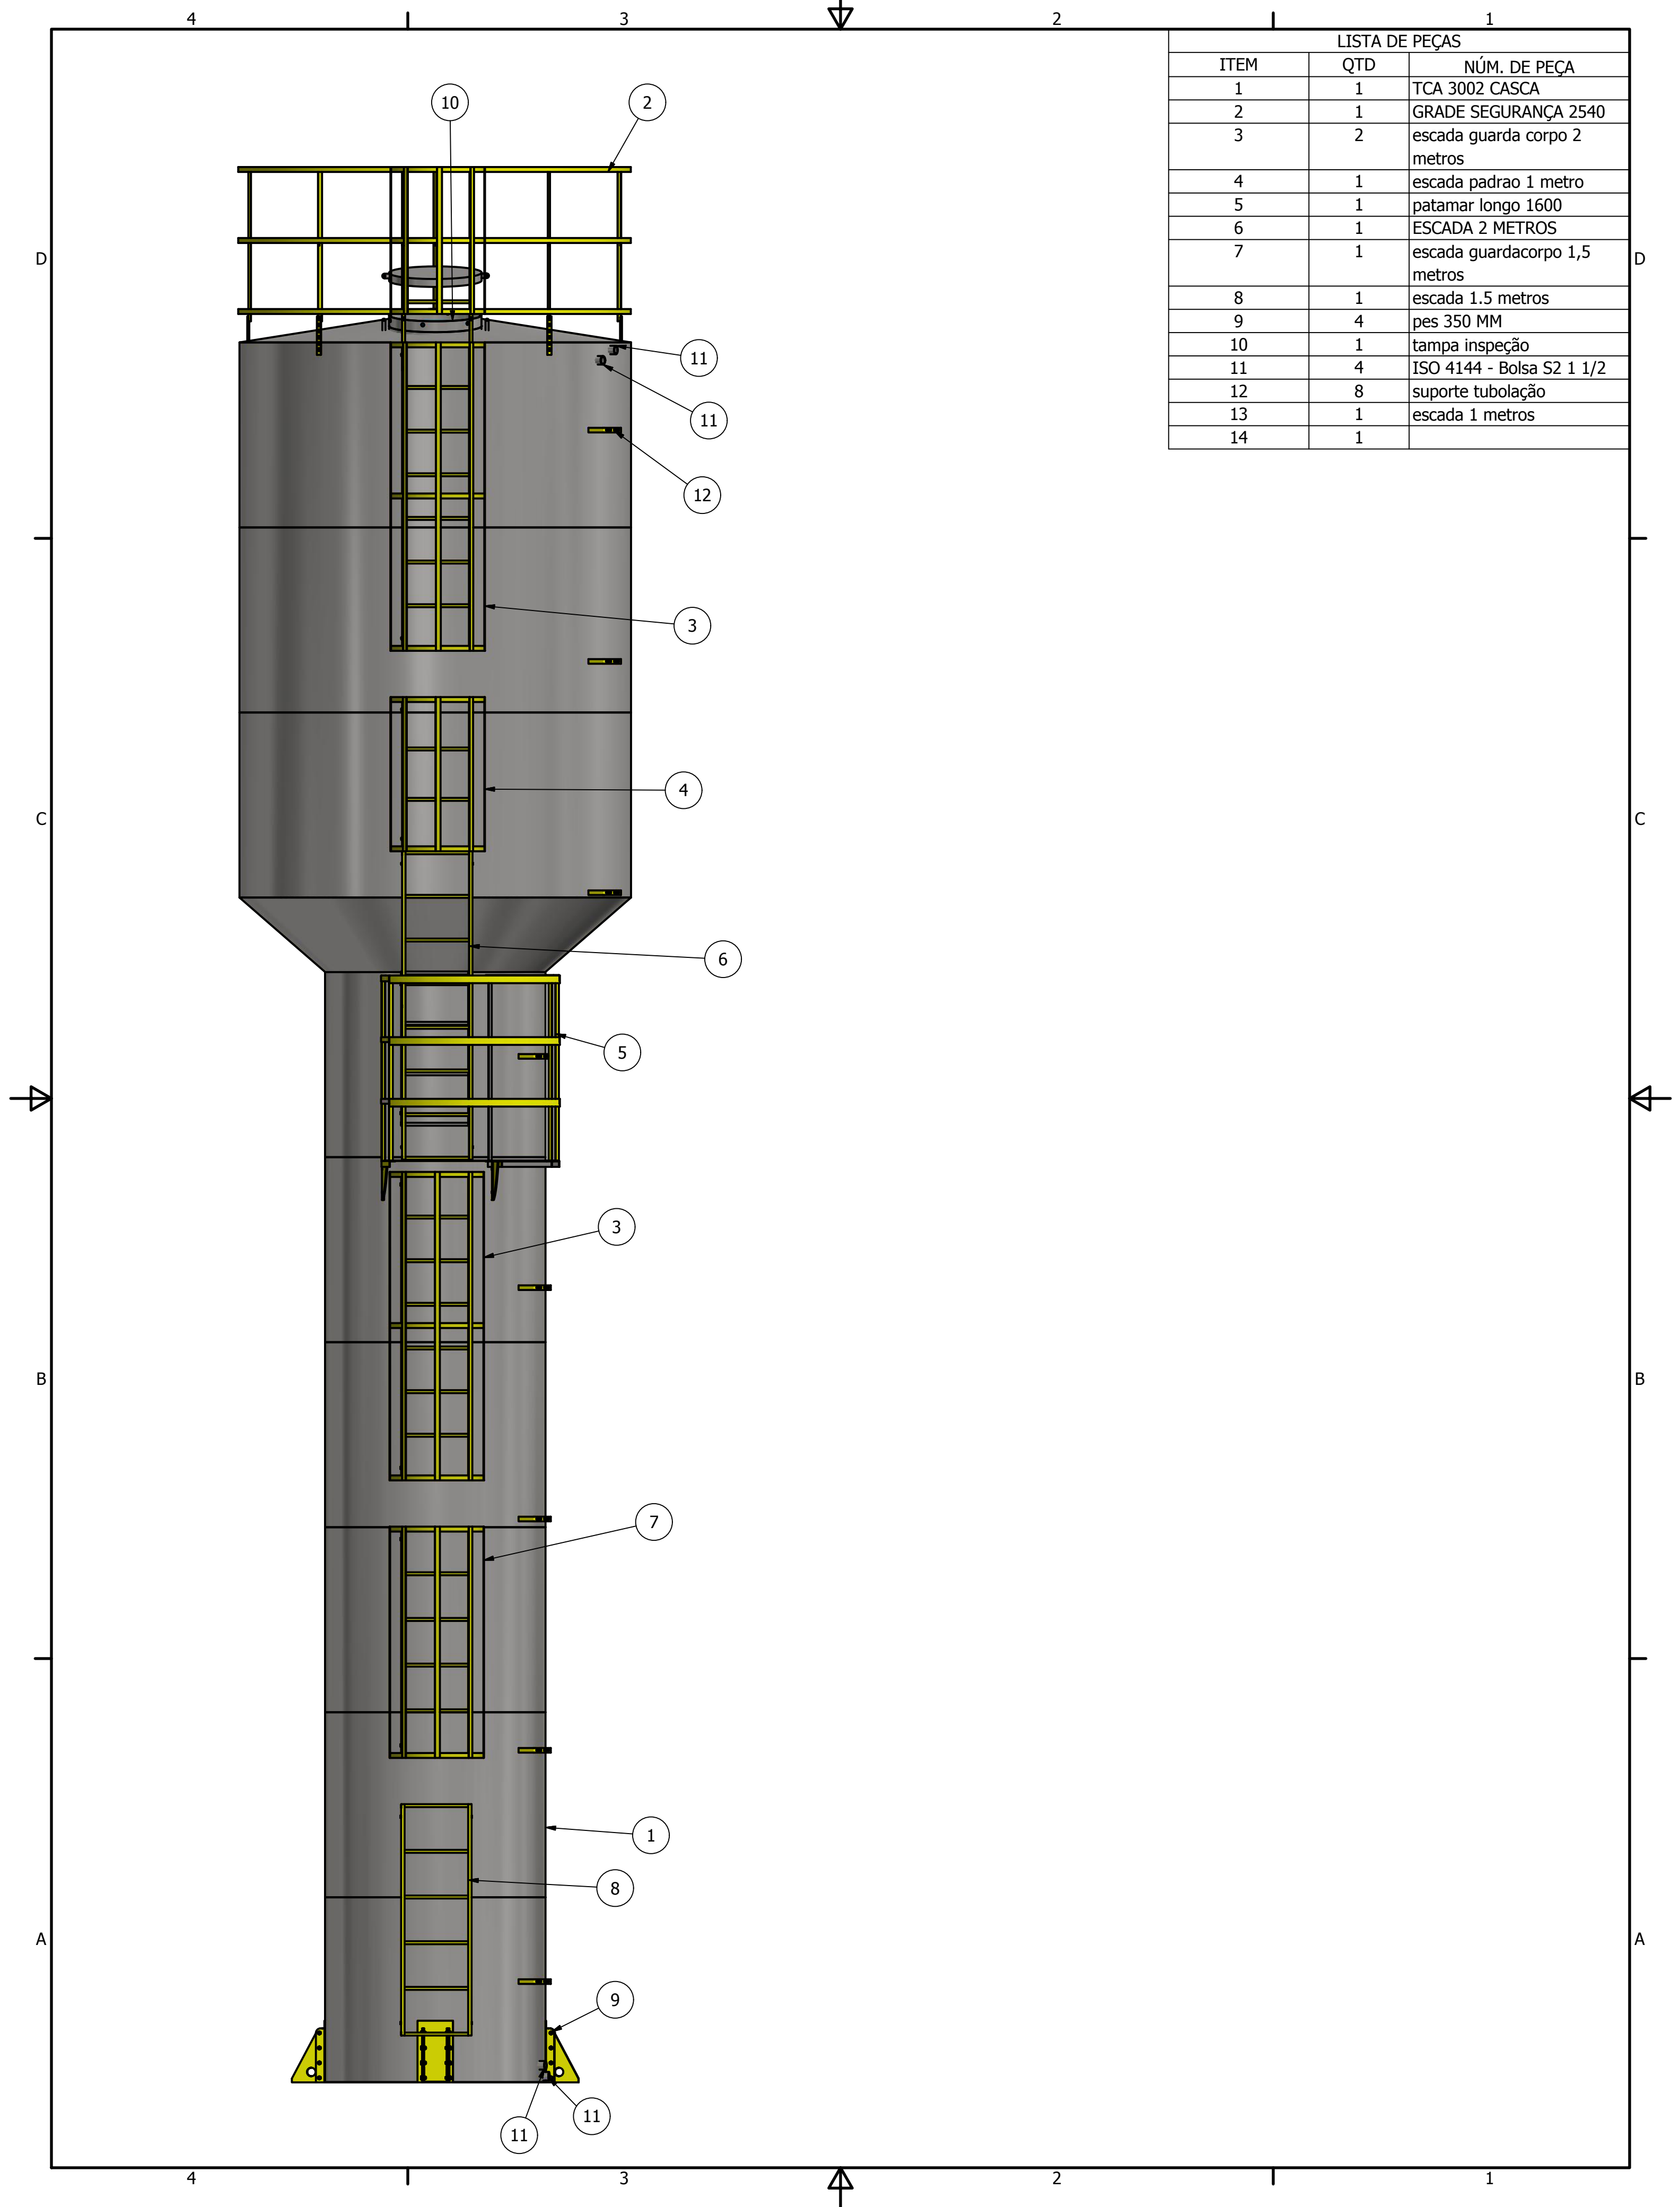 4 3 2 1
LISTA DE PEÇAS
ITEM QTD NÚM. DE PEÇA
1 1 TCA 3002 CASCA
2 1 GRADE SEGURANÇA 2540
3 2 escada guarda corpo 2
metros
4 1 escada padrao 1 metro
5 1 patamar longo 1600
6 1 ESCADA 2 METROS
7 1 escada guardacorpo 1,5
metros
8 1 escada 1.5 metros
9 4 pes 350 MM
10 1 tampa inspeção
11 4 ISO 4144 - Bolsa S2 1 1/2
12 8 suporte tubolação
13 1 escada 1 metros
14 1
10 2
D D
11
11
12
3
4
C C
6
5
3
B B
7
1
8
A A
9
11
11
4 3 2 1